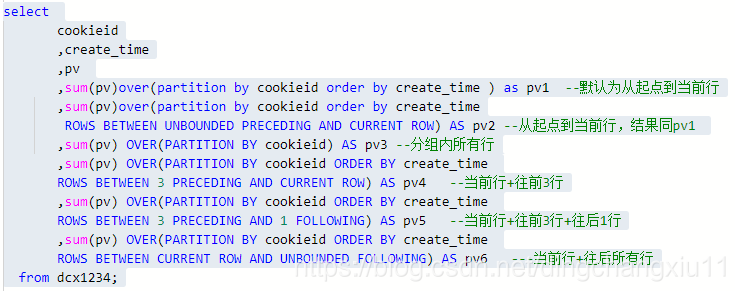 select
cookieid
,create_time
,pv
,sum(pv)over(partition by cookieid order by create_time ) as pv1 --默认为从起点到当前行
,sum(pv)over(partition by cookieid order by create_time
ROWS BETWEEN UNBOUNDED PRECEDING AND CURRENT ROW) AS pv2 --从起点到当前行，结果同pv1
,sum(pv) OVER(PARTITION BY cookieid) AS pv3 --分组内所有行
,sum(pv) OVER(PARTITION BY cookieid ORDER BY create_time
ROWS BETWEEN 3 PRECEDING AND CURRENT ROW) AS pv4 --当前行+往前3行
,sum(pv) OVER(PARTITION BY cookieid ORDER BY create_time
ROWS BETWEEN 3 PRECEDING AND 1 FOLLOWING) AS pv5 --当前行+往前3行+往后1行
,sum(pv) OVER(PARTITION BY cookieid ORDER BY create_time
ROWS BETWEEN CURRENT ROW AND UNBOUNDED FOLLOWING) AS pv6 ---当前行+往后所有行
from dcx1234;
https://blog.csdn.net/dingchangxiu11